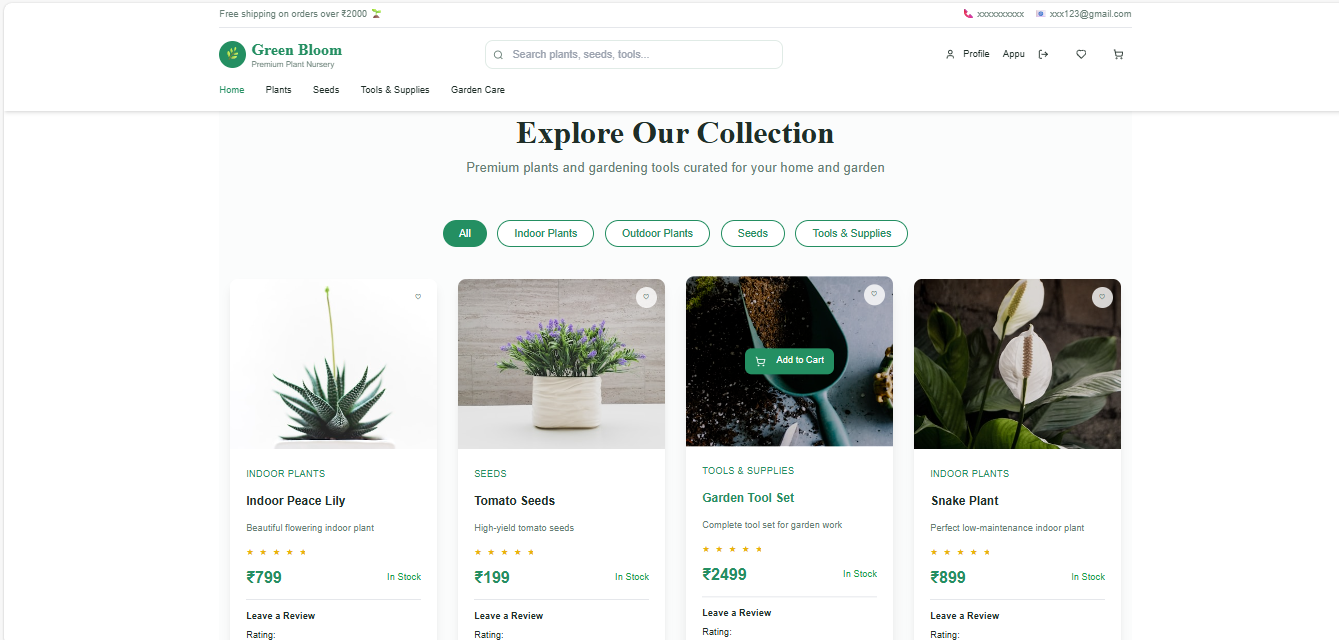 Free shipping on orders over ₹2000
xxxxxxxxxx xxx123@gmail.com
Green Bloom
Premium Plant Nursery
Search plants, seeds, tools...
Profile Appu
Home Plants Seeds Tools & Supplies Garden Care
Explore Our Collection
Premium plants and gardening tools curated for your home and garden
All Indoor Plants Outdoor Plants Seeds Tools & Supplies
INDOOR PLANTS
Indoor Peace Lily
Beautiful flowering indoor plant
₹799 In Stock
Leave a Review
Rating:
SEEDS
Tomato Seeds
High-yield tomato seeds
₹199 In Stock
Leave a Review
Rating:
Add to Cart
TOOLS & SUPPLIES
Garden Tool Set
Complete tool set for garden work
₹2499 In Stock
Leave a Review
Rating:
INDOOR PLANTS
Snake Plant
Perfect low-maintenance indoor plant
₹899 In Stock
Leave a Review
Rating: